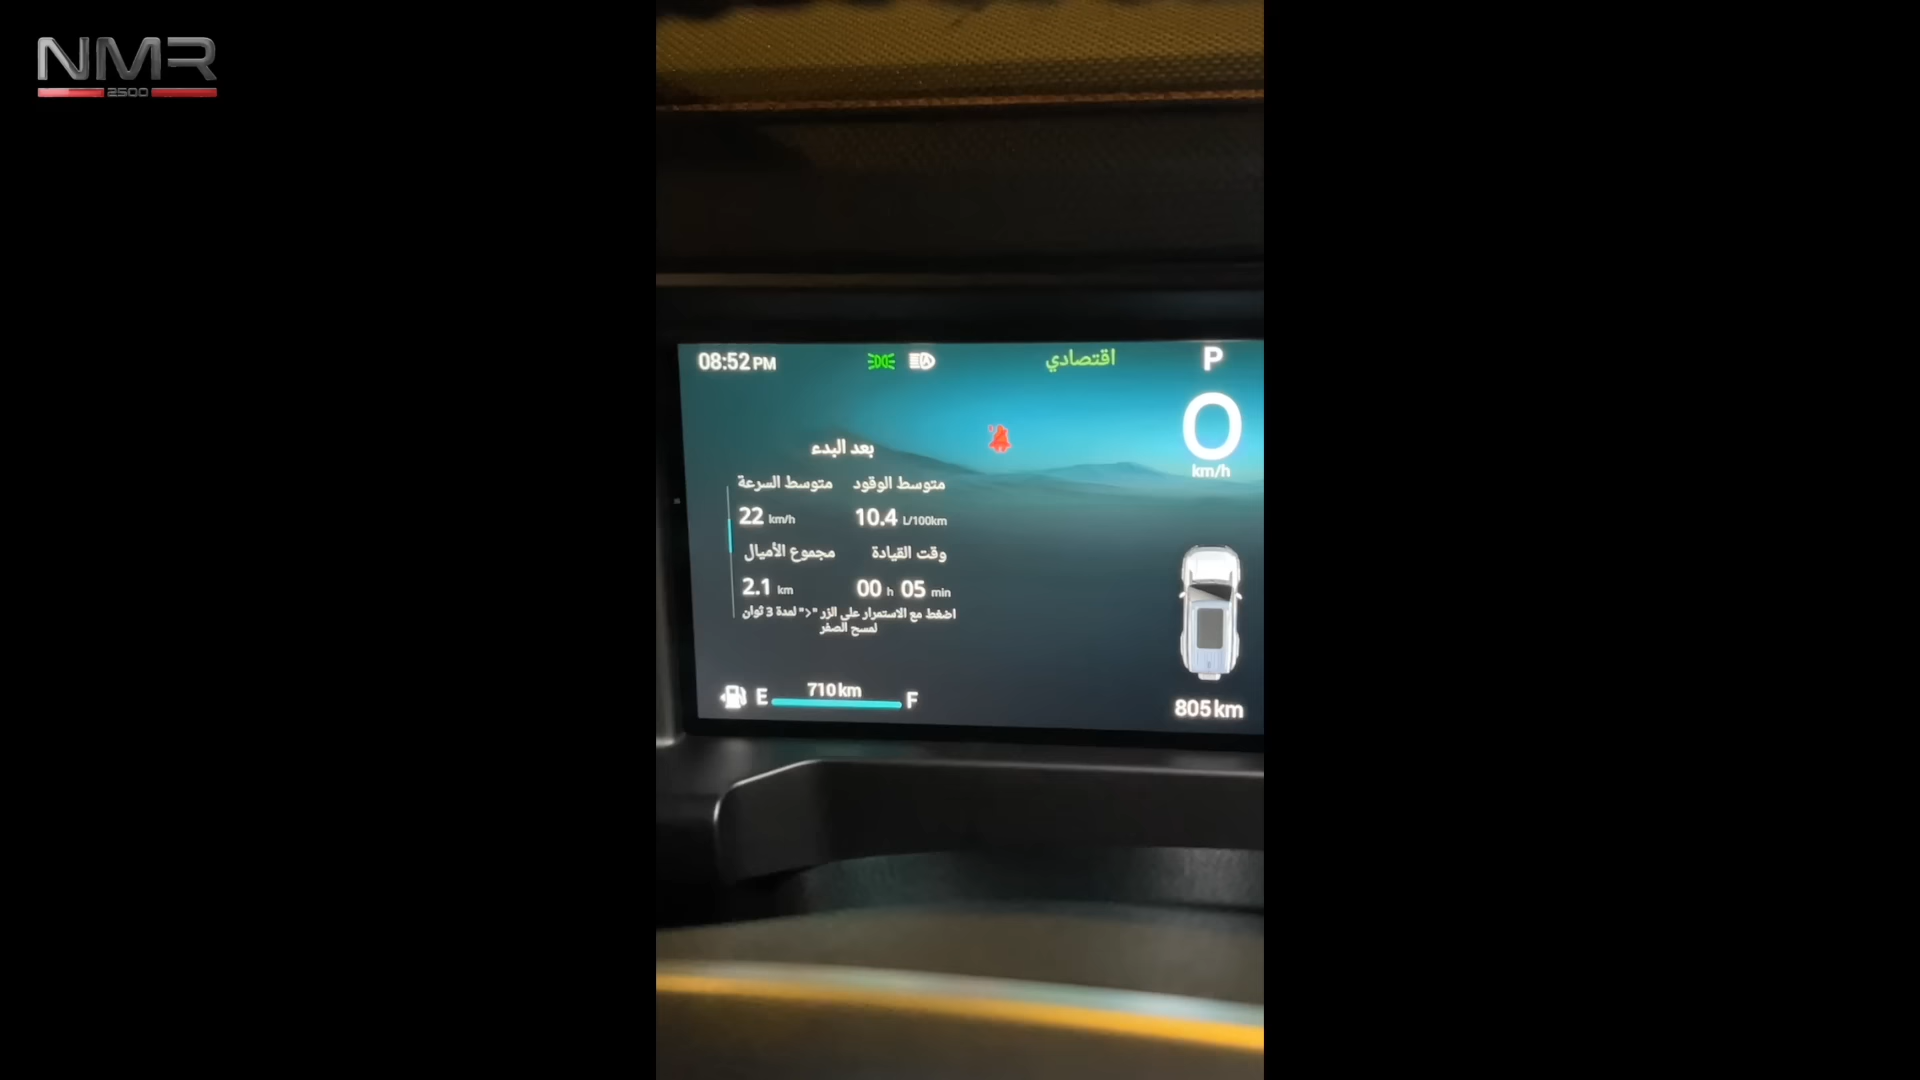 NMR
2500
08:52 PM
اقتصادي
P
0
km/h
بعد البدء
متوسط السرعة متوسط الوقود
22 km/h 10.4 L/100km
مجموع الأميال وقت القيادة
2.1 km 00 h 05 min
اضغط مع الاستمرار على الزر "<" لمدة 3 ثوان
لمسح الصفر
E 710 km F
805 km